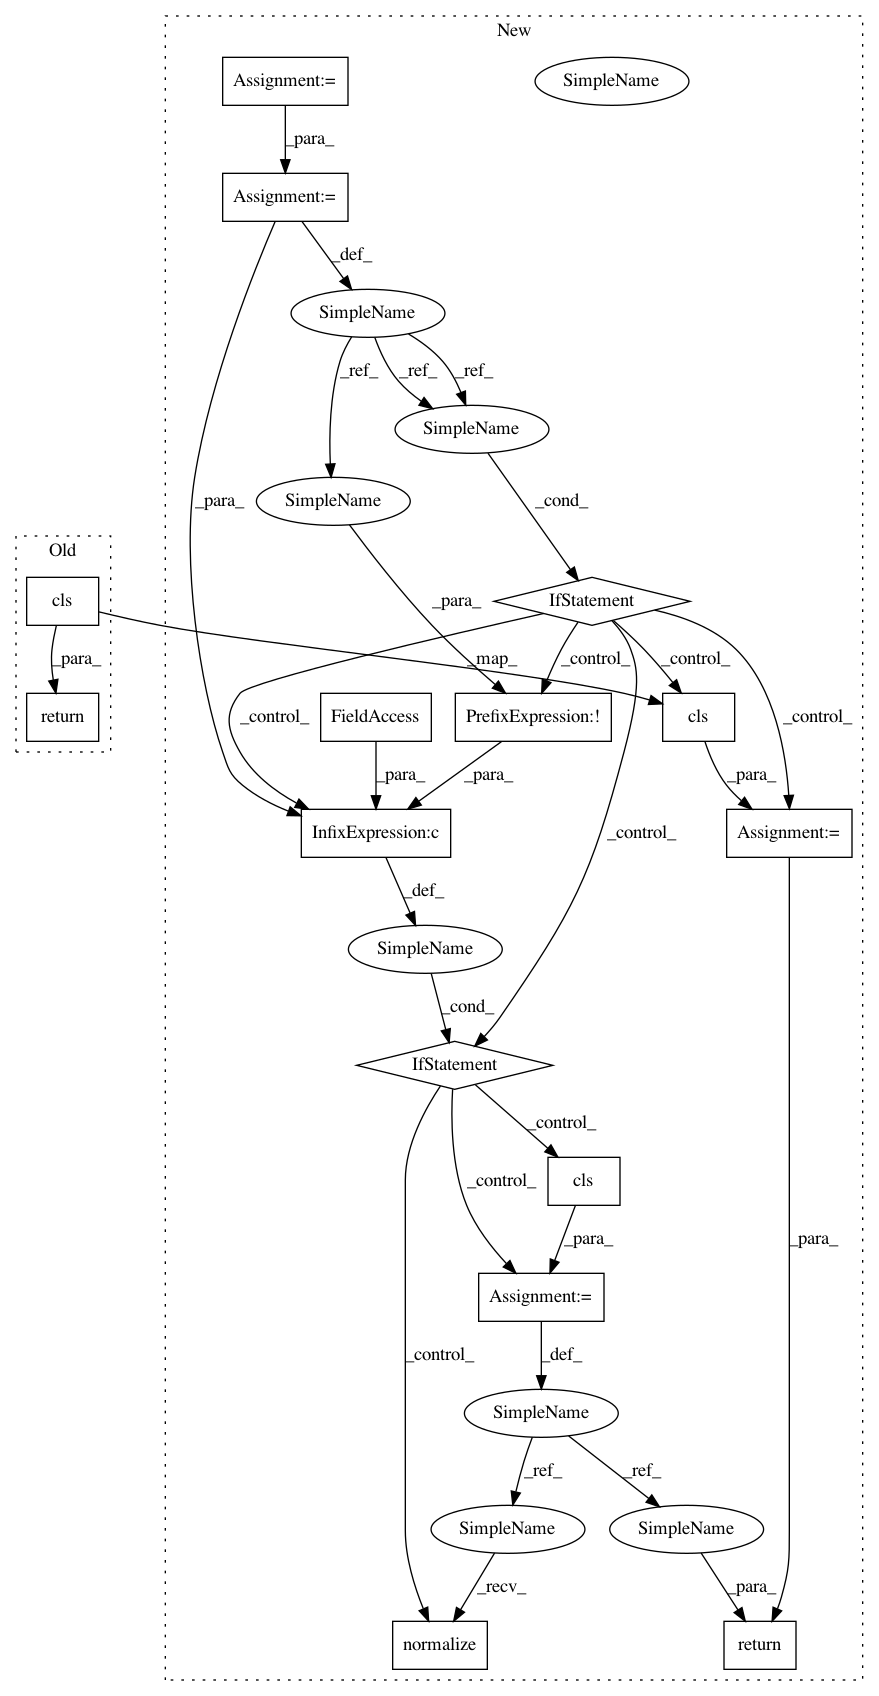 New
Assignment:=
SimpleName
_para_
Assignment:=
_def_
SimpleName
_ref_
_ref_
_ref_
SimpleName
SimpleName
_para_
_cond_
Old
cls
_para_
IfStatement
_para_
_map_
_control_
_control_
return
_control_
FieldAccess
PrefixExpression:!
cls
_control_
_para_
_para_
_para_
InfixExpression:c
_control_
Assignment:=
_def_
SimpleName
_cond_
IfStatement
_control_
_control_
cls
_para_
_para_
Assignment:=
_control_
_def_
SimpleName
_ref_
_ref_
SimpleName
SimpleName
_recv_
_para_
normalize
return